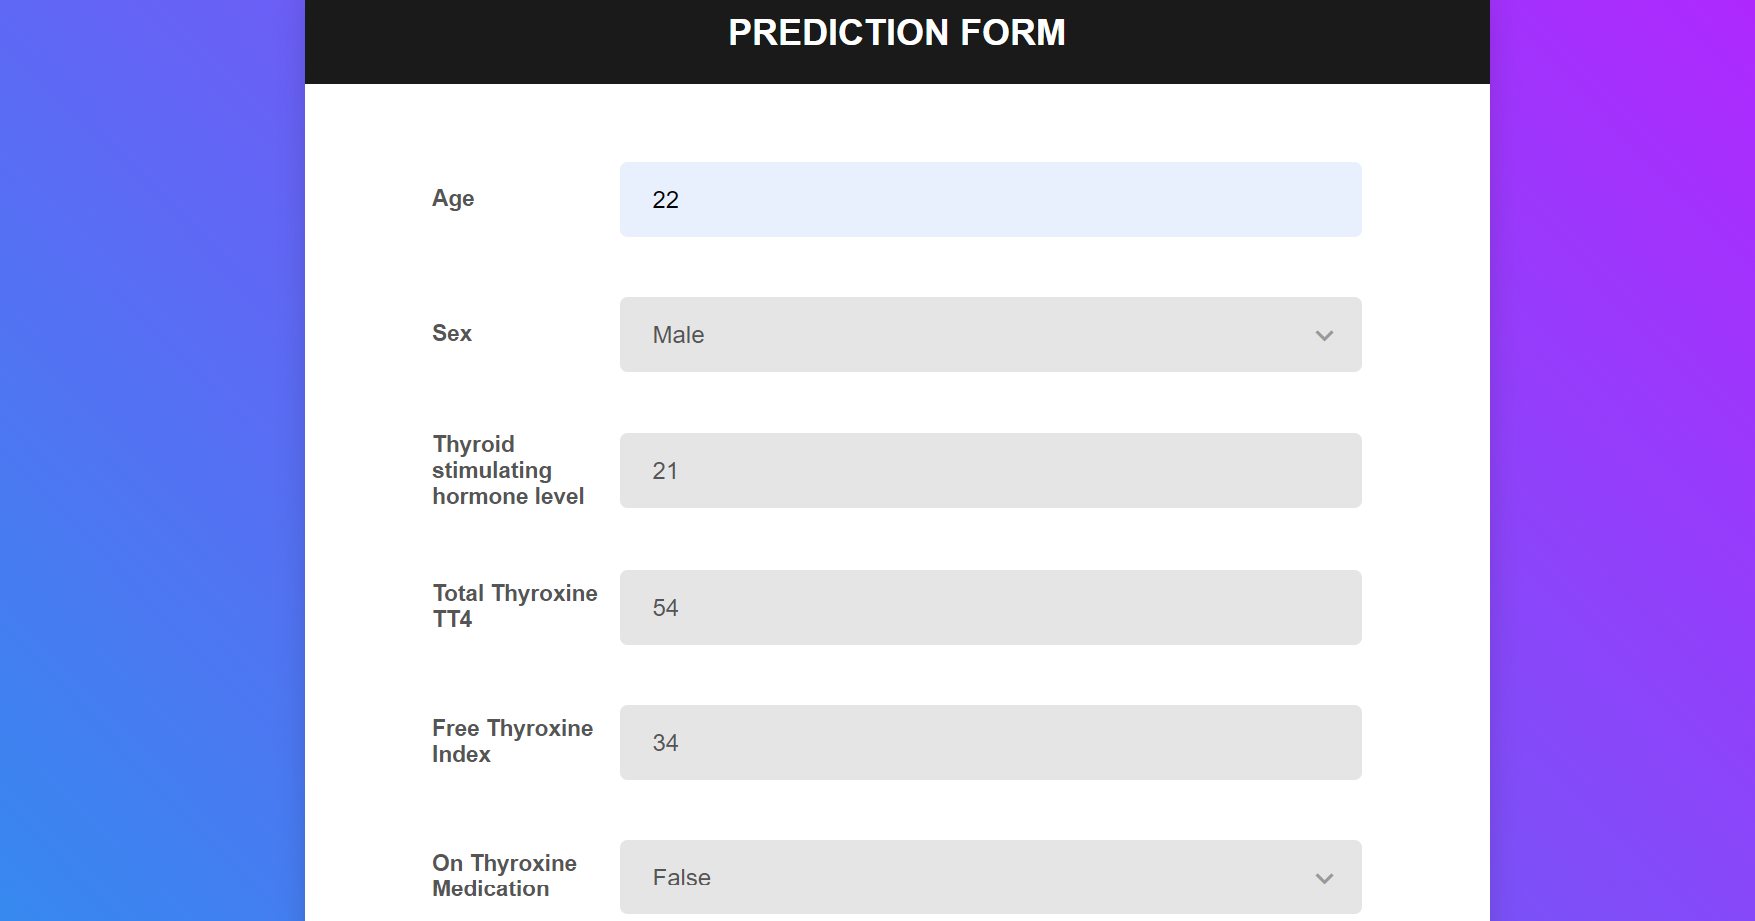 PREDICTION FORM
Age
22
Sex
Male
Thyroid
stimulating
hormone level
21
Total Thyroxine
TT4
54
Free Thyroxine
Index
34
On Thyroxine
Medication
False